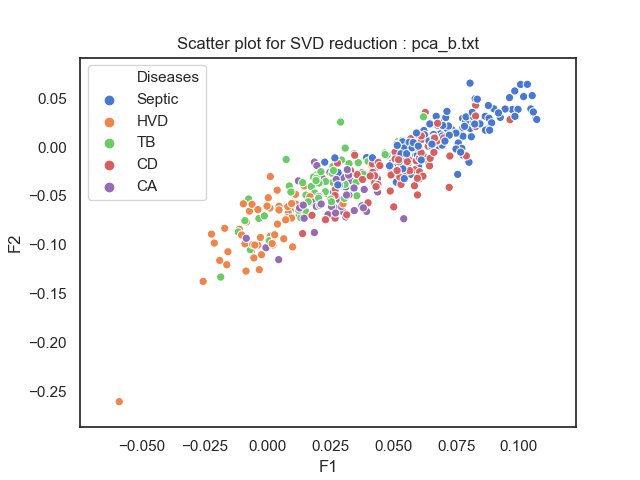 Scatter plot for SVD reduction : pca_b.txt
Diseases
Septic
HVD
TB
CD
CA
0.05
0.00
−0.05
−0.10
−0.15
−0.20
−0.25
F2
−0.050 −0.025 0.000 0.025 0.050 0.075 0.100
F1